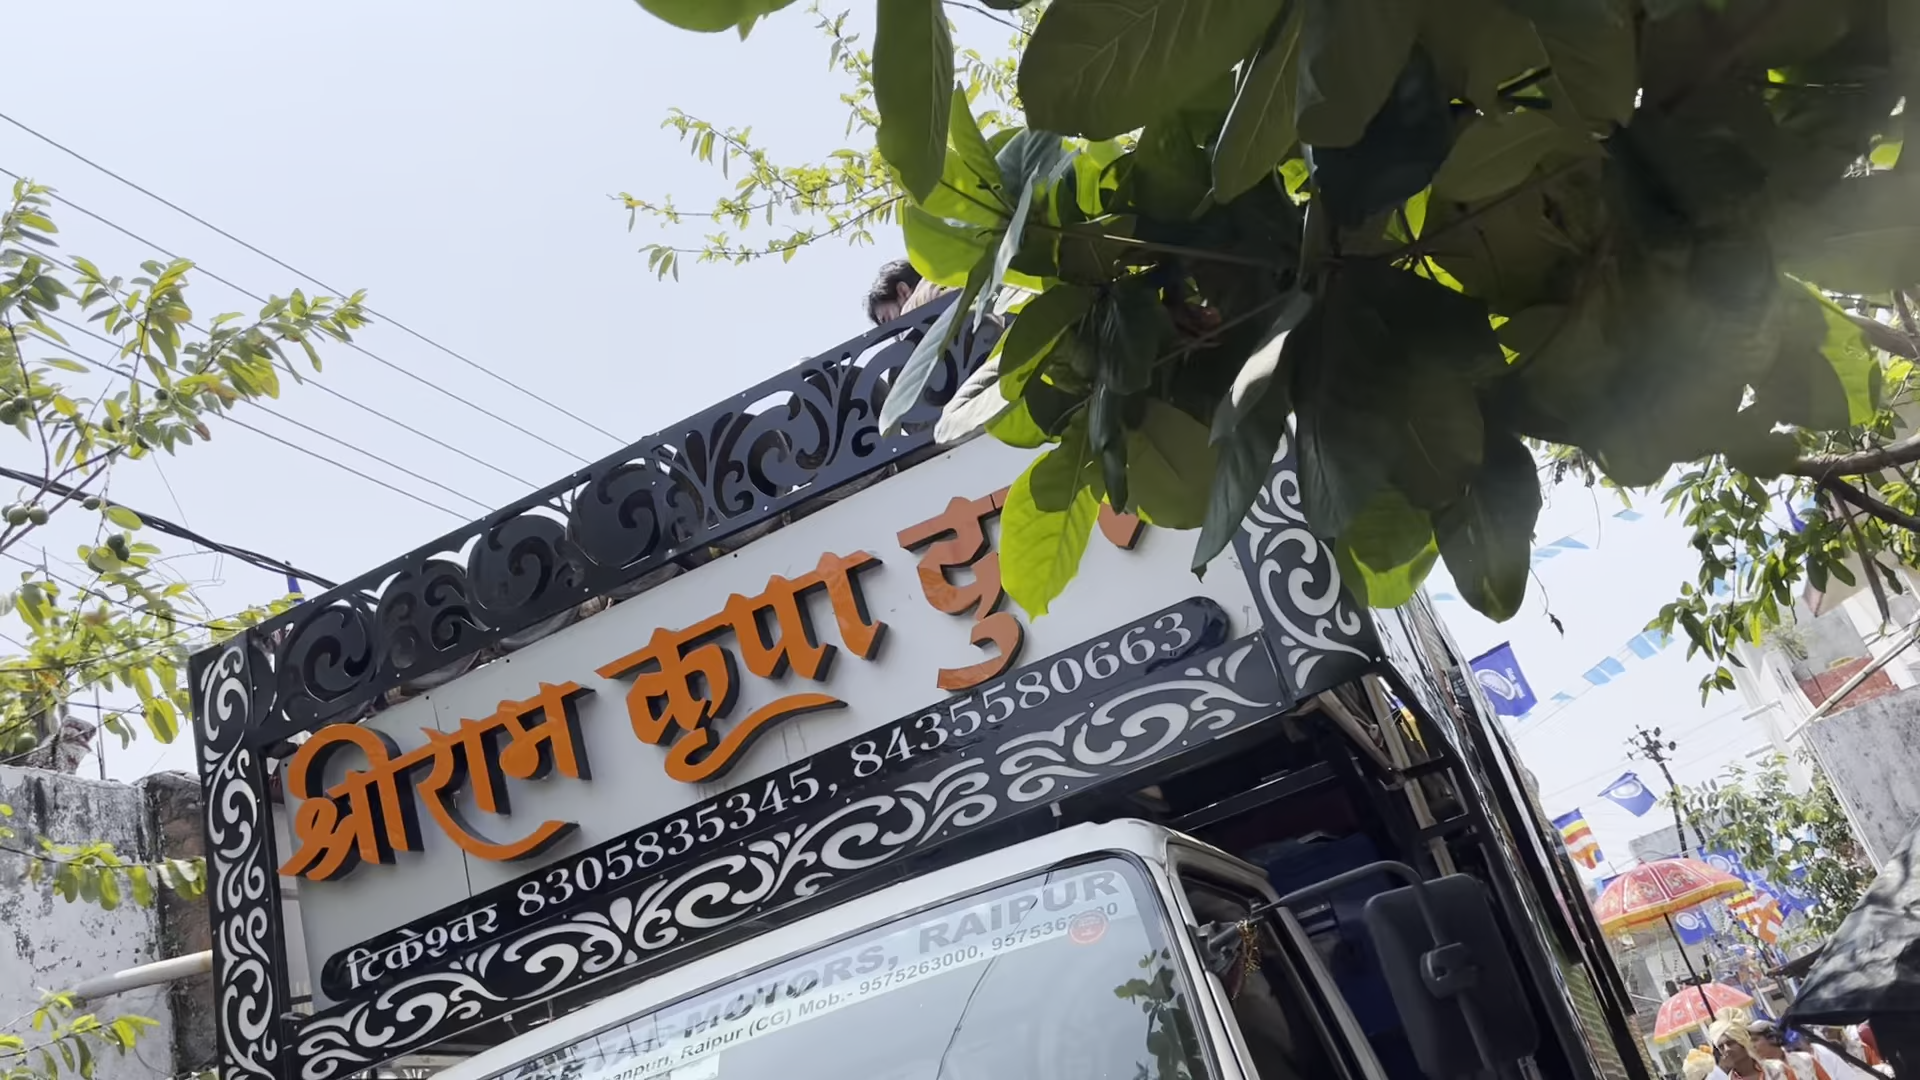 श्रीराम कृपा
टिकेश्वर 8305835345, 8435580663
MOTORS, RAIPUR
Raipur (CG) Mob.- 9575263000,